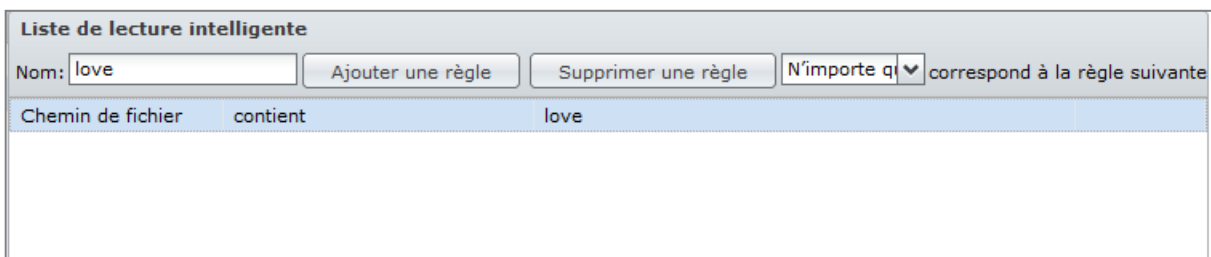 Liste de lecture intelligente
Nom: love Ajouter une règle Supprimer une règle N'importe correspond à la règle suivante
Chemin de fichier contient love